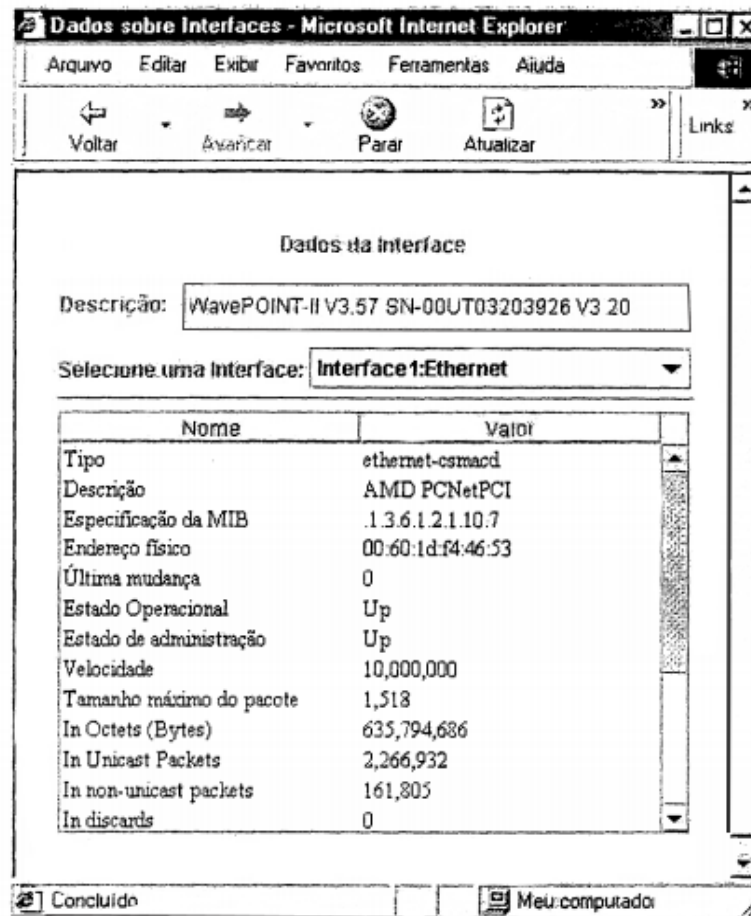 Dados sobre Interfaces - Microsoft Internet Explorer
Arquivo Editar Exibir Favoritos Ferramentas Ajuda
Voltar Avançar Parar Atualizar » Links »
Dados da Interface
Descrição: WavePOINT-II V3.57 SN-00UT03203926 V3.20
Selecione uma Interface: Interface1:Ethernet
Nome Valor
Tipo ethernet-csmacd
Descrição AMD PCNetPCI
Especificação da MIB .1.3.6.1.2.1.10.7
Endereço físico 00:60:1d:f4:46:53
Última mudança 0
Estado Operacional Up
Estado de administração Up
Velocidade 10,000,000
Tamanho máximo do pacote 1,518
In Octets (Bytes) 635,794,686
In Unicast Packets 2,266,932
In non-unicast packets 161,805
In discards 0
Concluído Meu computador